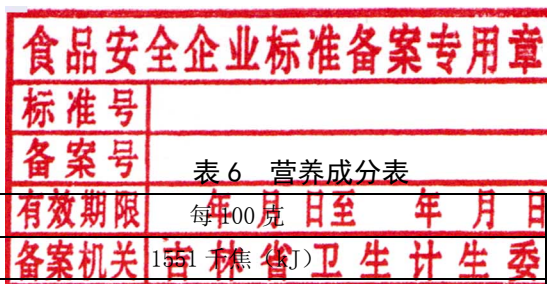 食品安全企业标准备案专用章
标准号
备案号
表6 营养成分表
有效期限 年 月 日至 年 月 日
每100克
备案机关 吉林省卫生计生委
1551千焦（kJ）